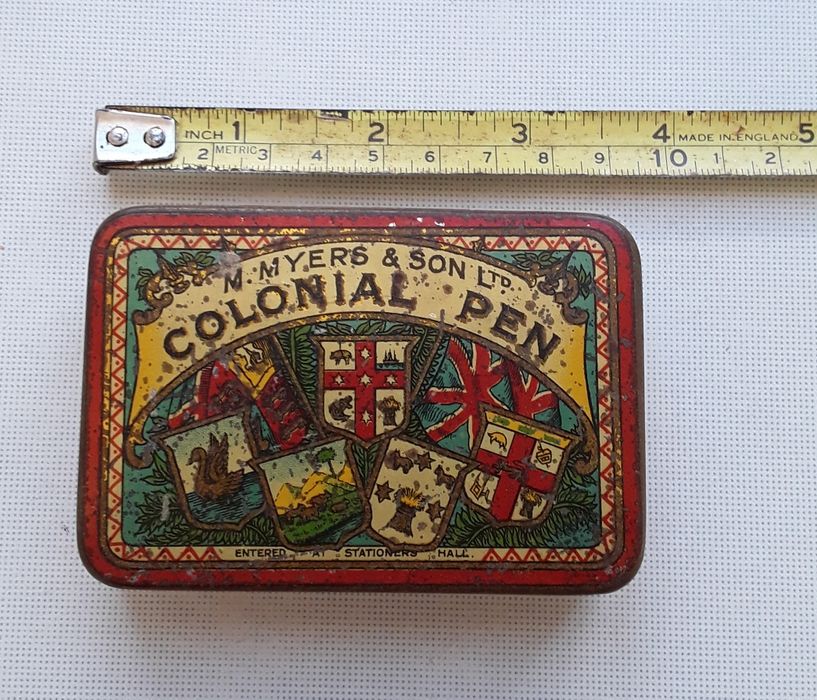 INCH 1 2 3 4 MADE IN ENGLAND 5
2 METRIC 3 4 5 6 7 8 9 10 1 2
M. MYERS & SON LTD.
COLONIAL PEN
ENTERED AT STATIONERS HALL.